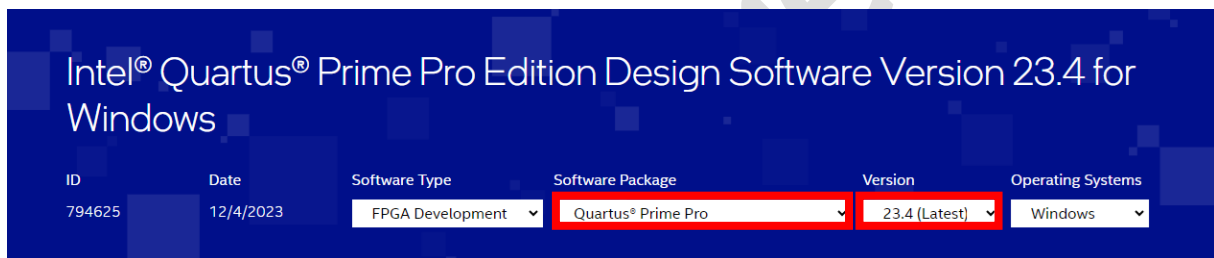 Intel® Quartus® Prime Pro Edition Design Software Version 23.4 for
Windows
ID Date Software Type Software Package Version Operating Systems
794625 12/4/2023 FPGA Development Quartus® Prime Pro 23.4 (Latest) Windows